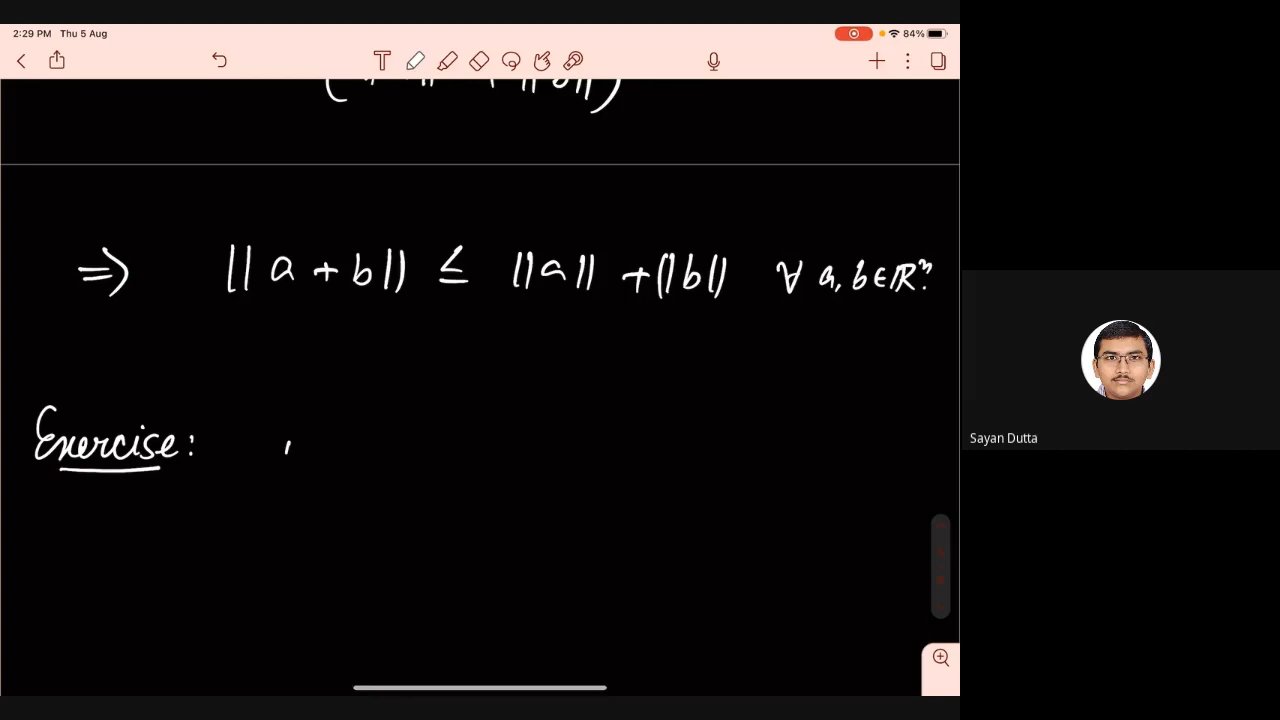 2:29 PM Thu 5 Aug
84%
T
‖b‖)
⇒ ‖a + b‖ ≤ ‖a‖ + ‖b‖ ∀ a, b ∈ ℝⁿ.
Exercise:
Sayan Dutta